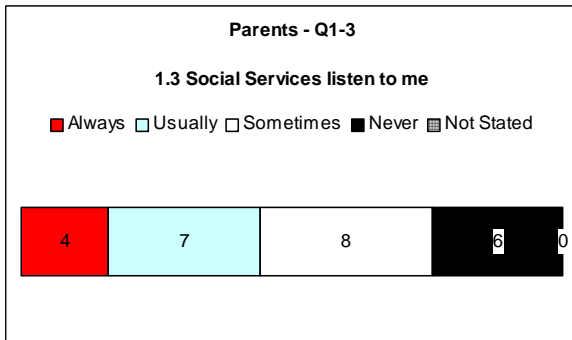 Parents - Q1-3
1.3 Social Services listen to me
Always Usually Sometimes Never Not Stated
4 7 8 6 0